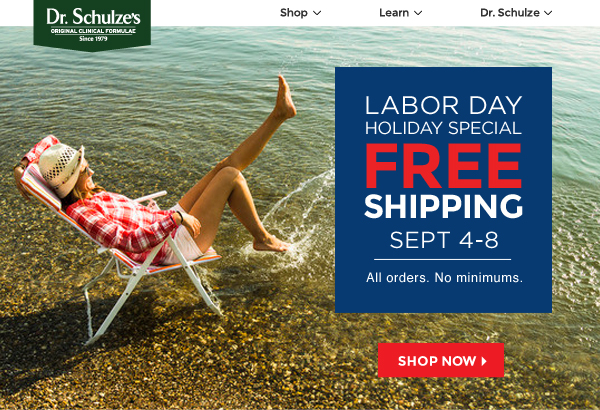 Dr. Schulze's
ORIGINAL CLINICAL FORMULAE
Since 1979
Shop
Learn
Dr. Schulze
LABOR DAY
HOLIDAY SPECIAL
FREE
SHIPPING
SEPT 4-8
All orders. No minimums.
SHOP NOW